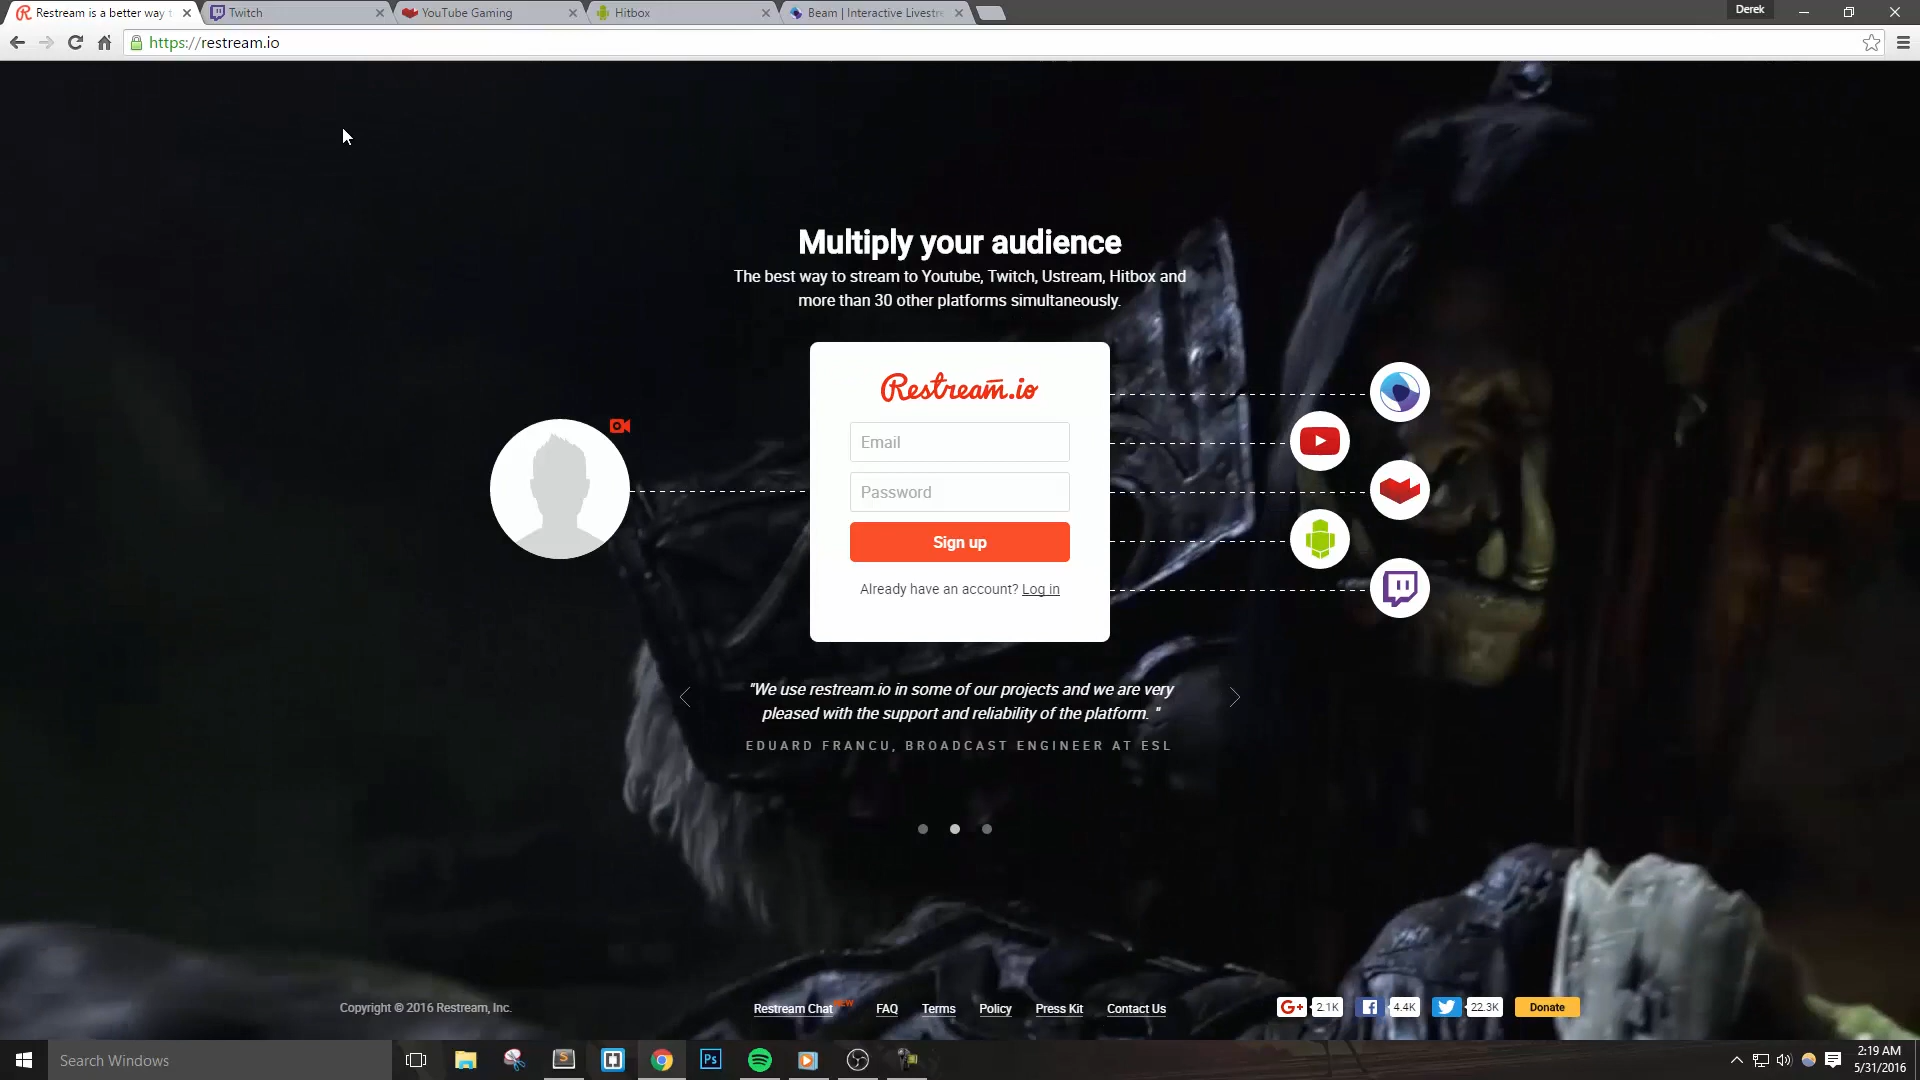 Restream is a better way t
Twitch
YouTube Gaming
Hitbox
Beam | Interactive Livestre
Derek
https://restream.io
Multiply your audience
The best way to stream to Youtube, Twitch, Ustream, Hitbox and
more than 30 other platforms simultaneously.
Restream.io
Email
Password
Sign up
Already have an account? Log in
"We use restream.io in some of our projects and we are very
pleased with the support and reliability of the platform. "
EDUARD FRANCU, BROADCAST ENGINEER AT ESL
Copyright © 2016 Restream, Inc.
Restream Chat NEW
FAQ
Terms
Policy
Press Kit
Contact Us
G+ 2.1K
4.4K
22.3K
Donate
Search Windows
Ps
2:19 AM
5/31/2016